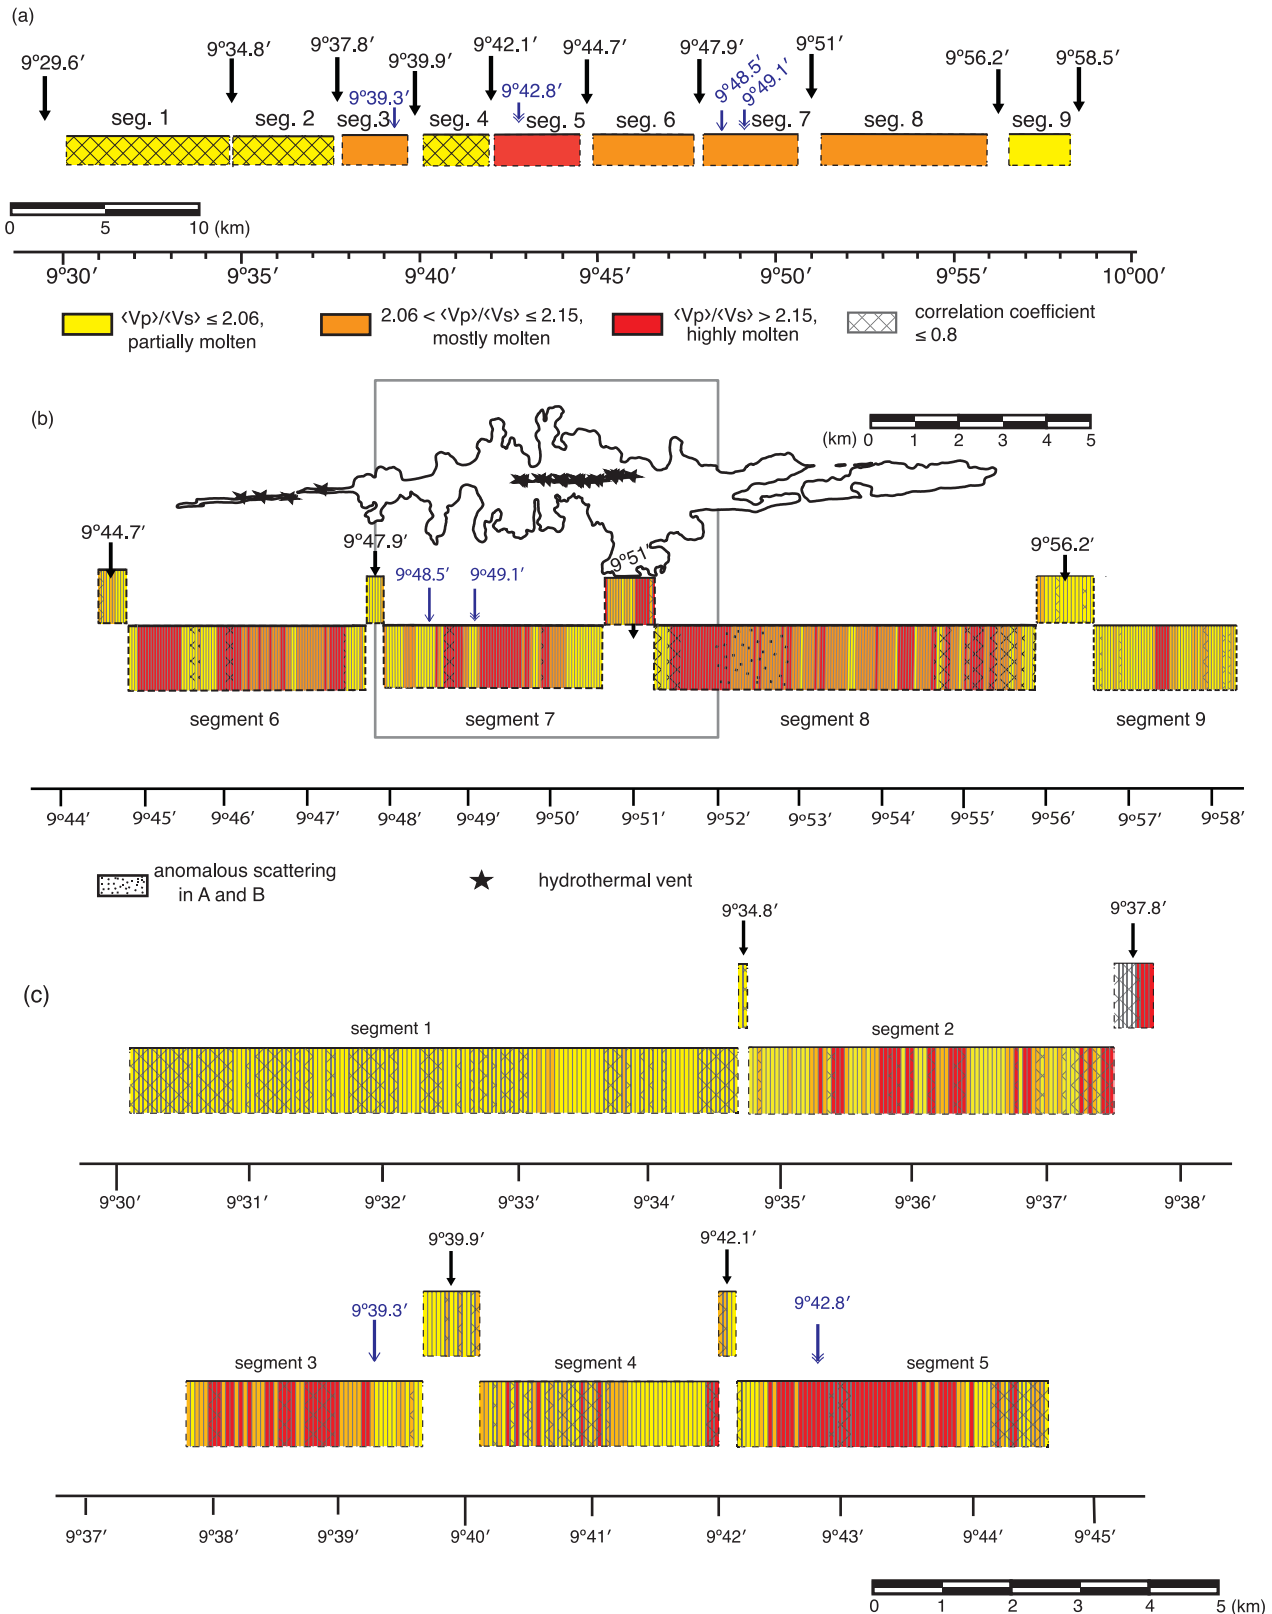 (a)
9°29.6′
9°34.8′
9°37.8′
9°39.9′
9°42.1′
9°44.7′
9°47.9′
9°51′
9°56.2′
9°58.5′
9°39.3′
9°42.8′
9°48.5′
9°49.1′
seg. 1
seg. 2
seg.3
seg. 4
seg. 5
seg. 6
seg. 7
seg. 8
seg. 9
0 5 10 (km)
9°30′ 9°35′ 9°40′ 9°45′ 9°50′ 9°55′ 10°00′
⟨Vp⟩/⟨Vs⟩ ≤ 2.06,
partially molten
2.06 < ⟨Vp⟩/⟨Vs⟩ ≤ 2.15,
mostly molten
⟨Vp⟩/⟨Vs⟩ > 2.15,
highly molten
correlation coefficient
≤ 0.8
(b)
(km) 0 1 2 3 4 5
9°44.7′
9°47.9′
9°51′
9°56.2′
9°48.5′
9°49.1′
segment 6
segment 7
segment 8
segment 9
9°44′ 9°45′ 9°46′ 9°47′ 9°48′ 9°49′ 9°50′ 9°51′ 9°52′ 9°53′ 9°54′ 9°55′ 9°56′ 9°57′ 9°58′
anomalous scattering
in A and B
hydrothermal vent
(c)
9°34.8′
9°37.8′
segment 1
segment 2
9°30′ 9°31′ 9°32′ 9°33′ 9°34′ 9°35′ 9°36′ 9°37′ 9°38′
9°39.9′
9°42.1′
9°39.3′
9°42.8′
segment 3
segment 4
segment 5
9°37′ 9°38′ 9°39′ 9°40′ 9°41′ 9°42′ 9°43′ 9°44′ 9°45′
0 1 2 3 4 5 (km)